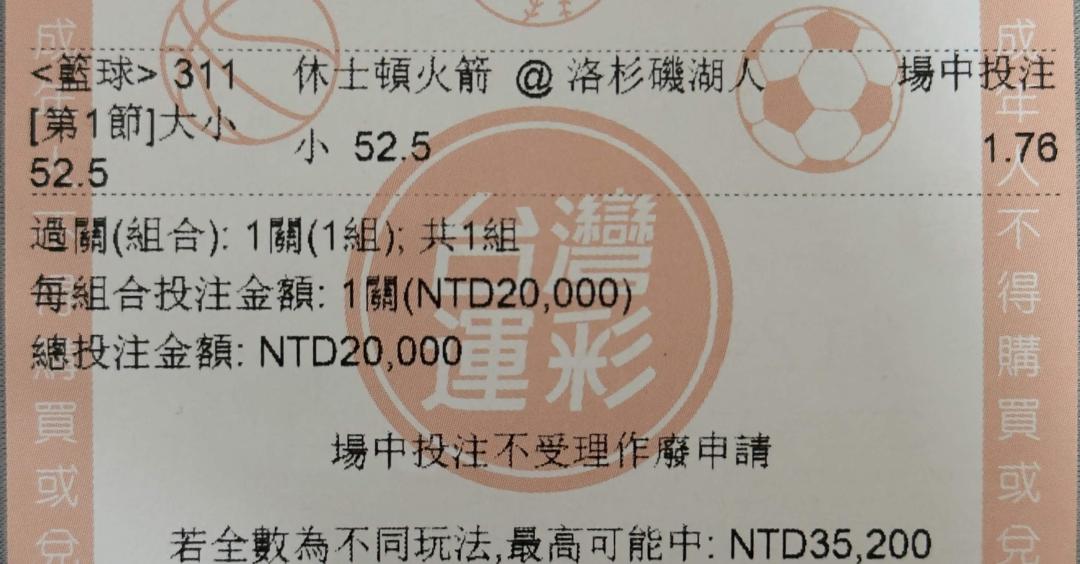 <籃球> 311 休士頓火箭 @ 洛杉磯湖人 場中投注
[第1節]大小
52.5 小 52.5 1.76
過關(組合): 1關(1組); 共1組
每組合投注金額: 1關(NTD20,000)
總投注金額: NTD20,000
場中投注不受理作廢申請
若全數為不同玩法,最高可能中: NTD35,200
台灣
運彩
成年人不得購買或兌